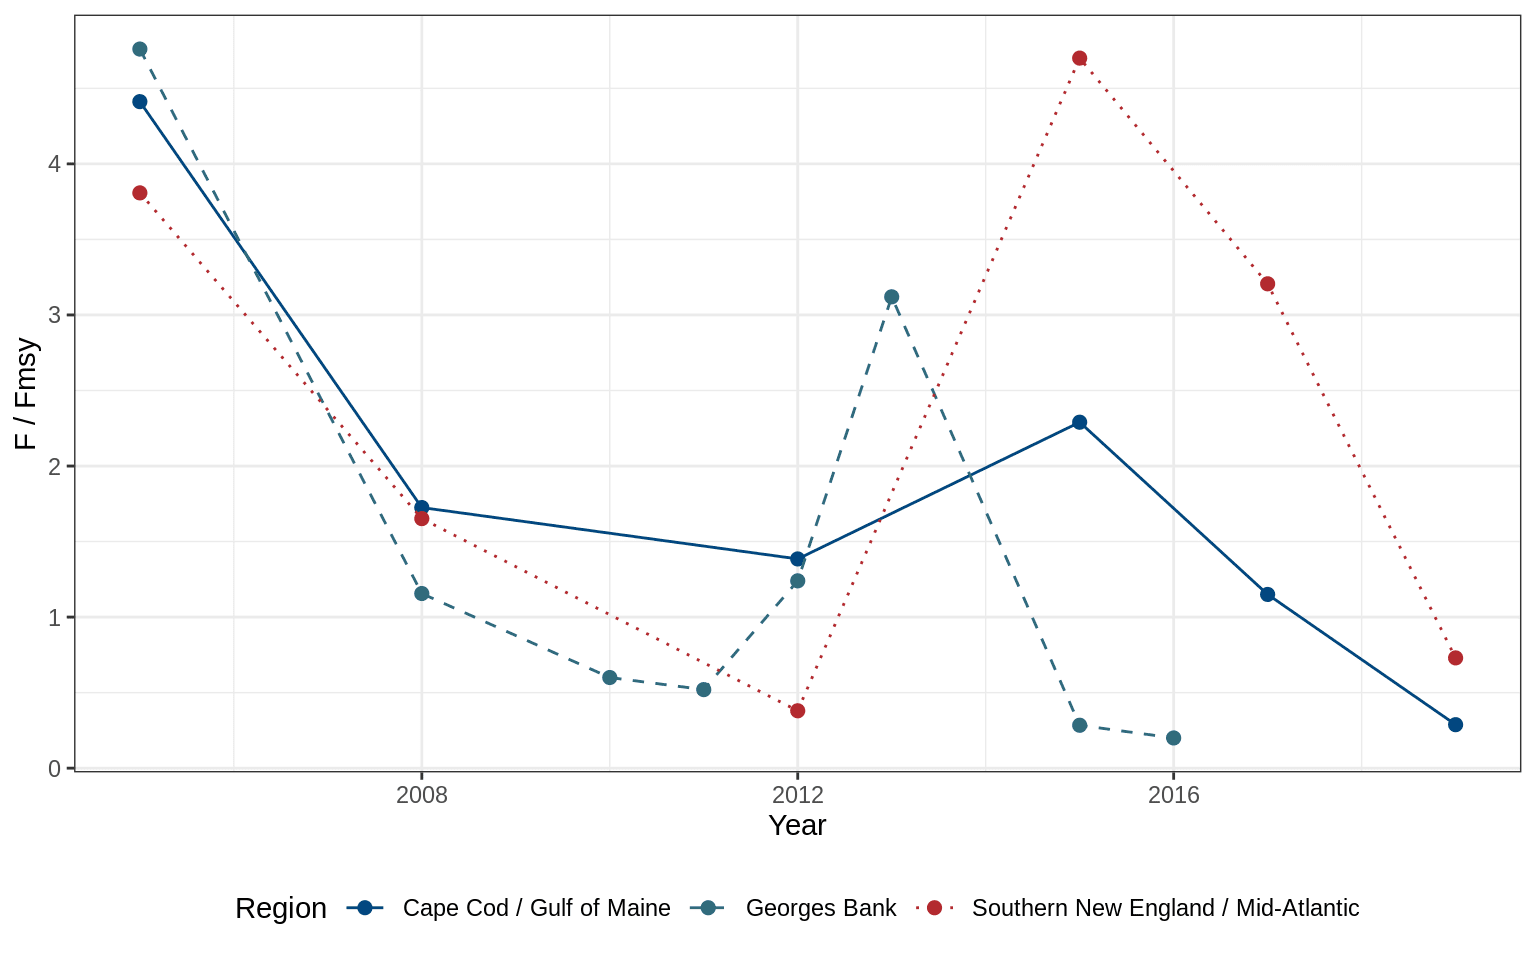 F / Fmsy
4
3
2
1
0
2008 2012 2016
Year
Region Cape Cod / Gulf of Maine Georges Bank Southern New England / Mid-Atlantic